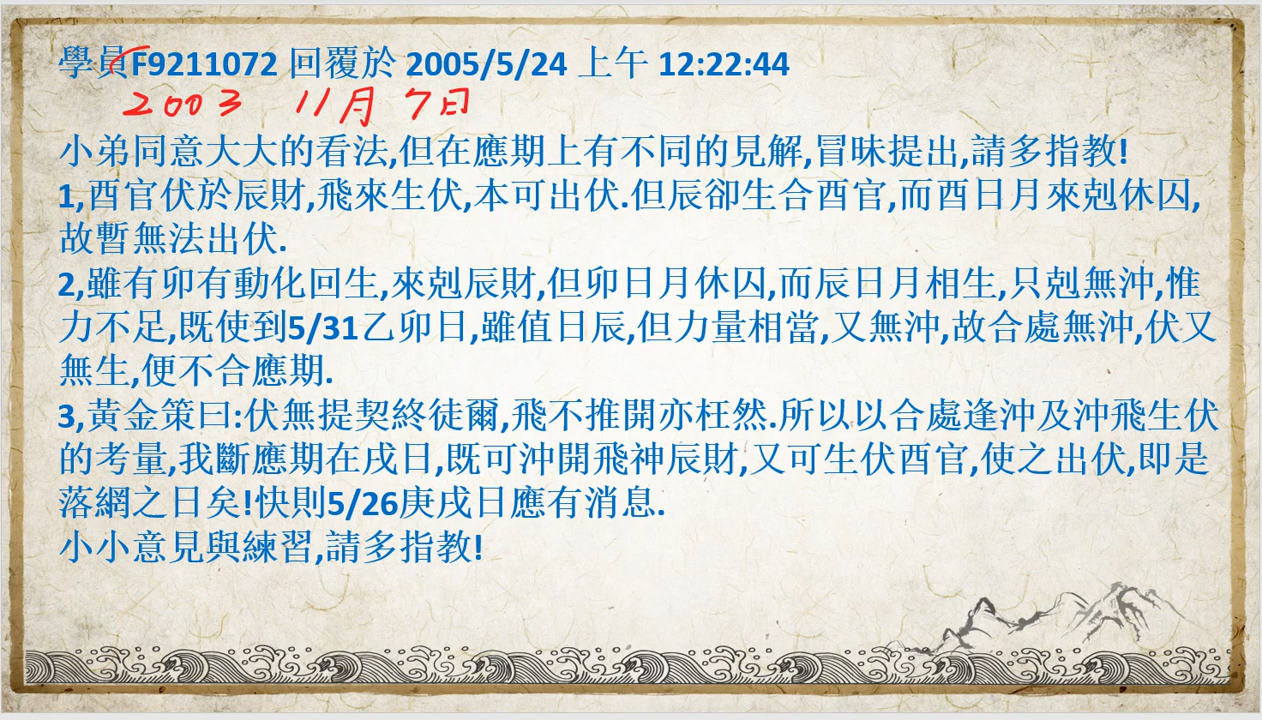 學員F9211072 回覆於 2005/5/24 上午 12:22:44
2003 11月 7日
小弟同意大大的看法,但在應期上有不同的見解,冒昧提出,請多指教!
1,酉官伏於辰財,飛來生伏,本可出伏.但辰卻生合酉官,而酉日月來剋休囚,
故暫無法出伏.
2,雖有卯有動化回生,來剋辰財,但卯日月休囚,而辰日月相生,只剋無沖,惟
力不足,既使到5/31乙卯日,雖值日辰,但力量相當,又無沖,故合處無沖,伏又
無生,便不合應期.
3,黃金策曰:伏無提契終徒爾,飛不推開亦枉然.所以以合處逢沖及沖飛生伏
的考量,我斷應期在戌日,既可沖開飛神辰財,又可生伏酉官,使之出伏,即是
落網之日矣!快則5/26庚戌日應有消息.
小小意見與練習,請多指教!